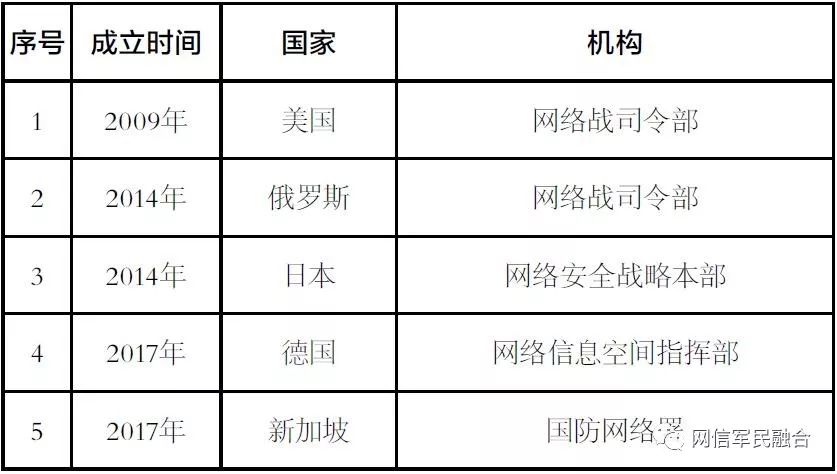 序号 成立时间 国家 机构
1 2009年 美国 网络战司令部
2 2014年 俄罗斯 网络战司令部
3 2014年 日本 网络安全战略本部
4 2017年 德国 网络信息空间指挥部
5 2017年 新加坡 国防网络署
网信军民融合